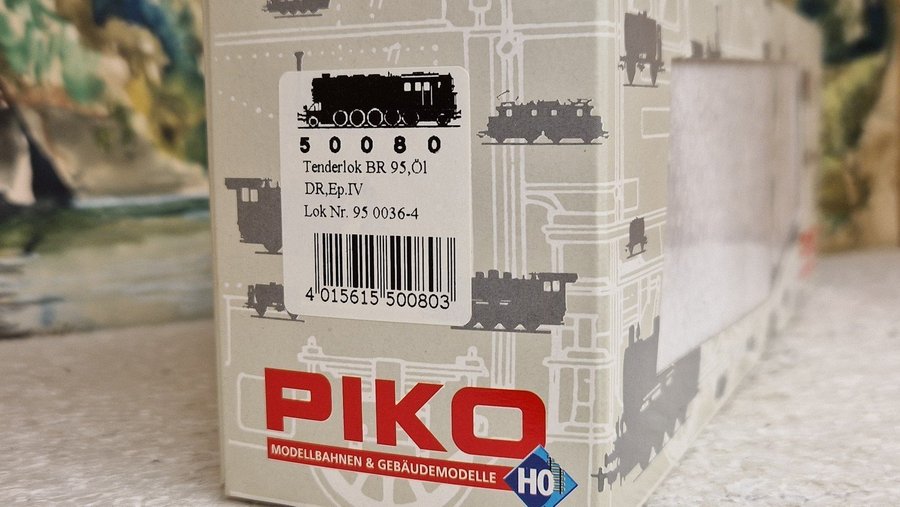 50080
Tenderlok BR 95,Öl
DR,Ep.IV
Lok Nr. 95 0036-4
4 015615 500803
PIKO
MODELLBAHNEN & GEBÄUDEMODELLE
H0